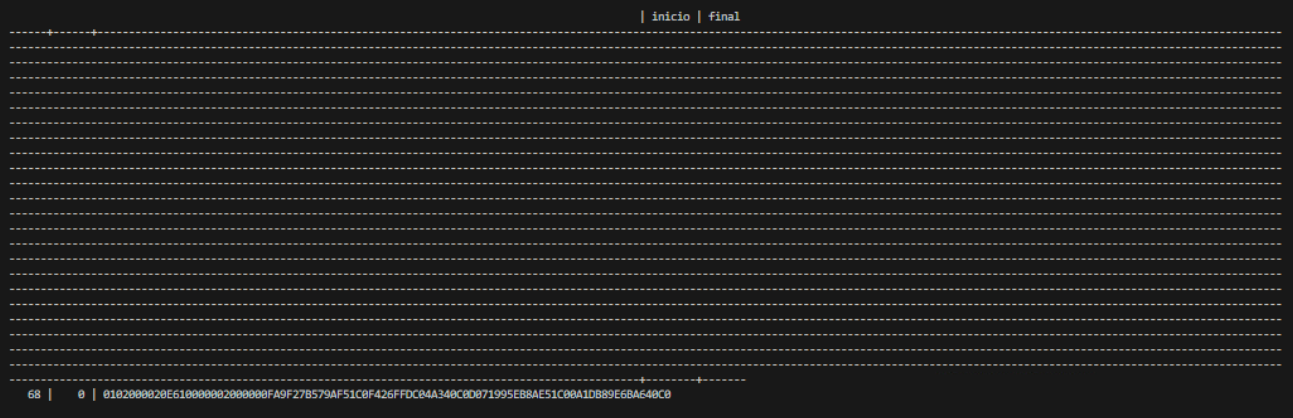 | inicio | final
68 | 0 | 0102000020E610000002000000FA9F27B579AF51C0F426FFDC04A340C0D071995EB8AE51C00A1DB89E6BA640C0